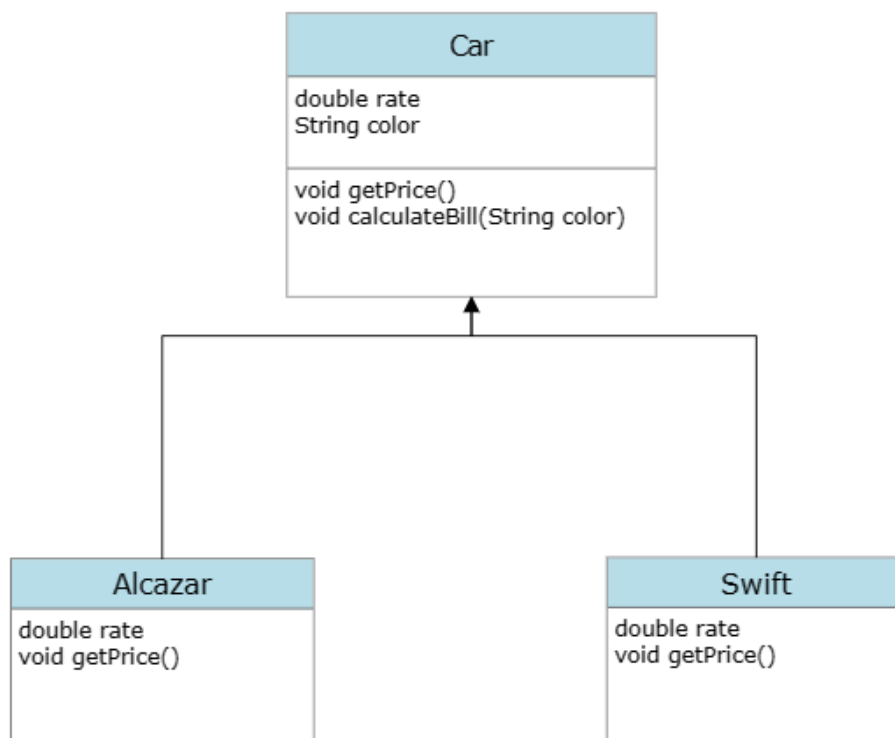 Car
double rate
String color
void getPrice()
void calculateBill(String color)
Alcazar
double rate
void getPrice()
Swift
double rate
void getPrice()